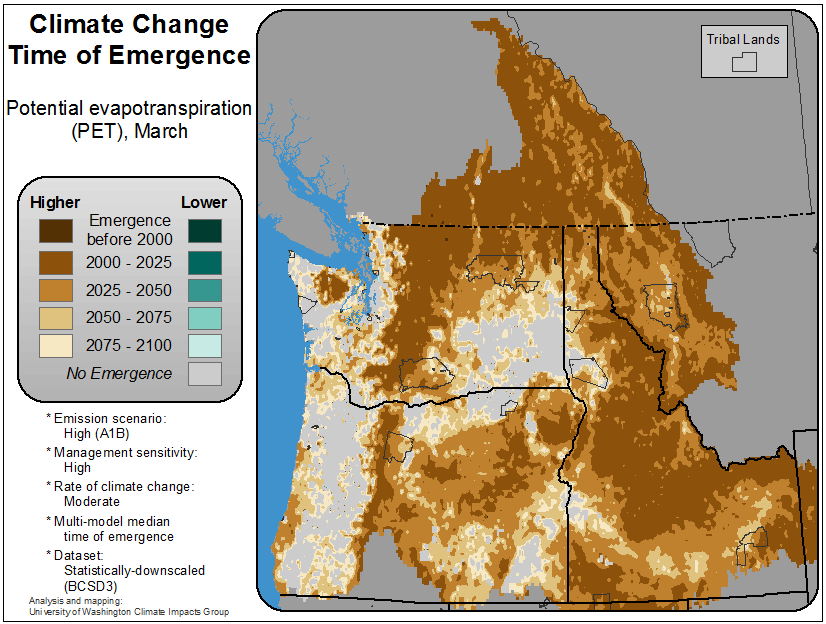 Climate Change
Time of Emergence
Potential evapotranspiration
(PET), March
Tribal Lands
Higher Lower
Emergence
before 2000
2000 - 2025
2025 - 2050
2050 - 2075
2075 - 2100
No Emergence
* Emission scenario:
High (A1B)
* Management sensitivity:
High
* Rate of climate change:
Moderate
* Multi-model median
time of emergence
* Dataset:
Statistically-downscaled
(BCSD3)
Analysis and mapping:
University of Washington Climate Impacts Group